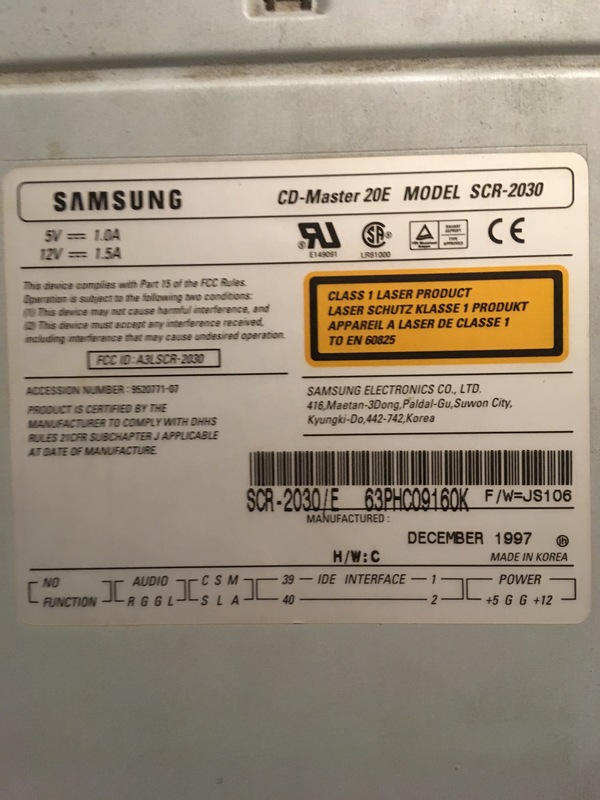 SAMSUNG
CD-Master 20E MODEL SCR-2030
5V 1.0A
12V 1.5A
E149091
LR81000
CE
This device complies with Part 15 of the FCC Rules.
Operation is subject to the following two conditions:
(1) This device may not cause harmful interference, and
(2) This device must accept any interference received,
including interference that may cause undesired operation.
FCC ID: A3LSCR-2030
CLASS 1 LASER PRODUCT
LASER SCHUTZ KLASSE 1 PRODUKT
APPAREIL A LASER DE CLASSE 1
TO EN 60825
ACCESSION NUMBER : 9520771-07
PRODUCT IS CERTIFIED BY THE
MANUFACTURER TO COMPLY WITH DHHS
RULES 21CFR SUBCHAPTER J APPLICABLE
AT DATE OF MANUFACTURE.
SAMSUNG ELECTRONICS CO., LTD.
416,Maetan-3Dong,Paldal-Gu,Suwon City,
Kyungki-Do,442-742,Korea
SCR-2030/E 63PHC09160K F/W=JS106
MANUFACTURED :
DECEMBER 1997
H/W:C
MADE IN KOREA
NO FUNCTION
AUDIO
R G G L
C S M
S L A
39 — IDE INTERFACE — 1
40 2
POWER
+5 G G +12